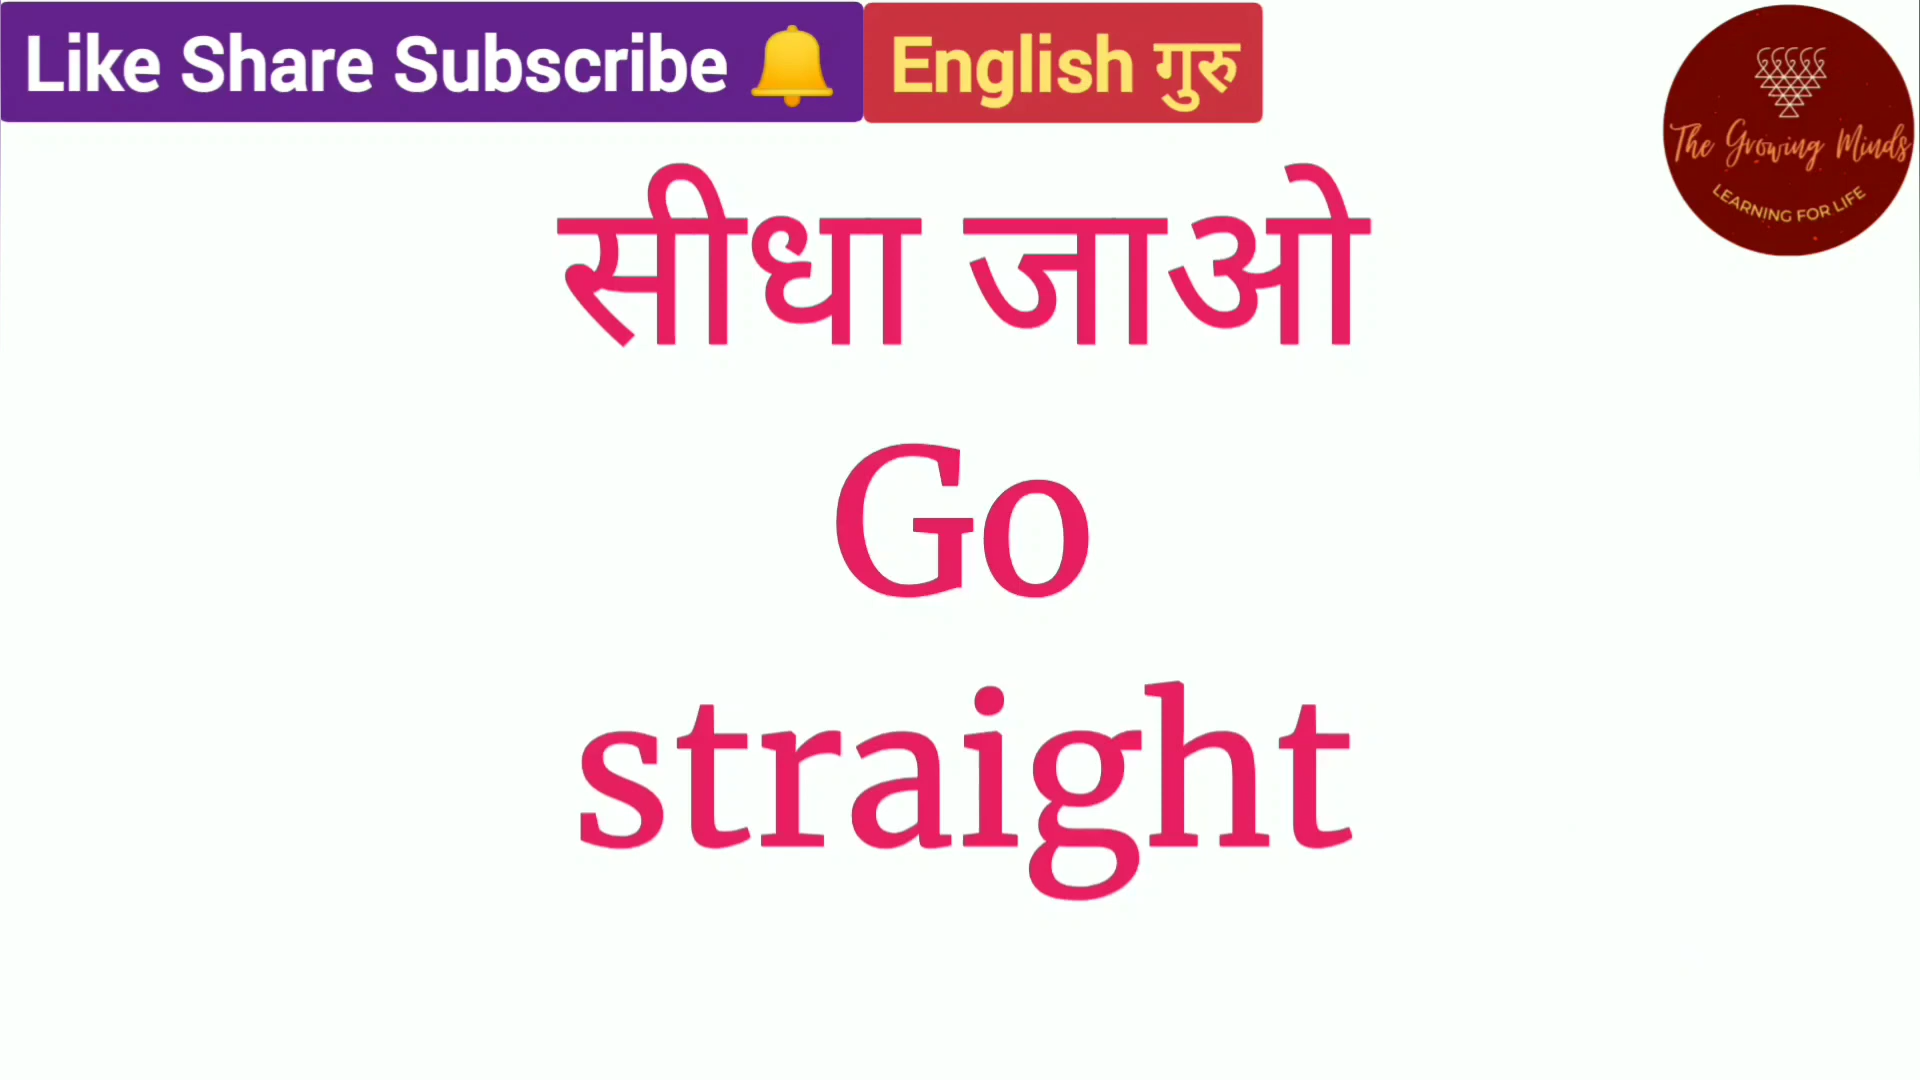 Like Share Subscribe 🔔 English गुरु
The Growing Minds
LEARNING FOR LIFE
सीधा जाओ
Go
straight